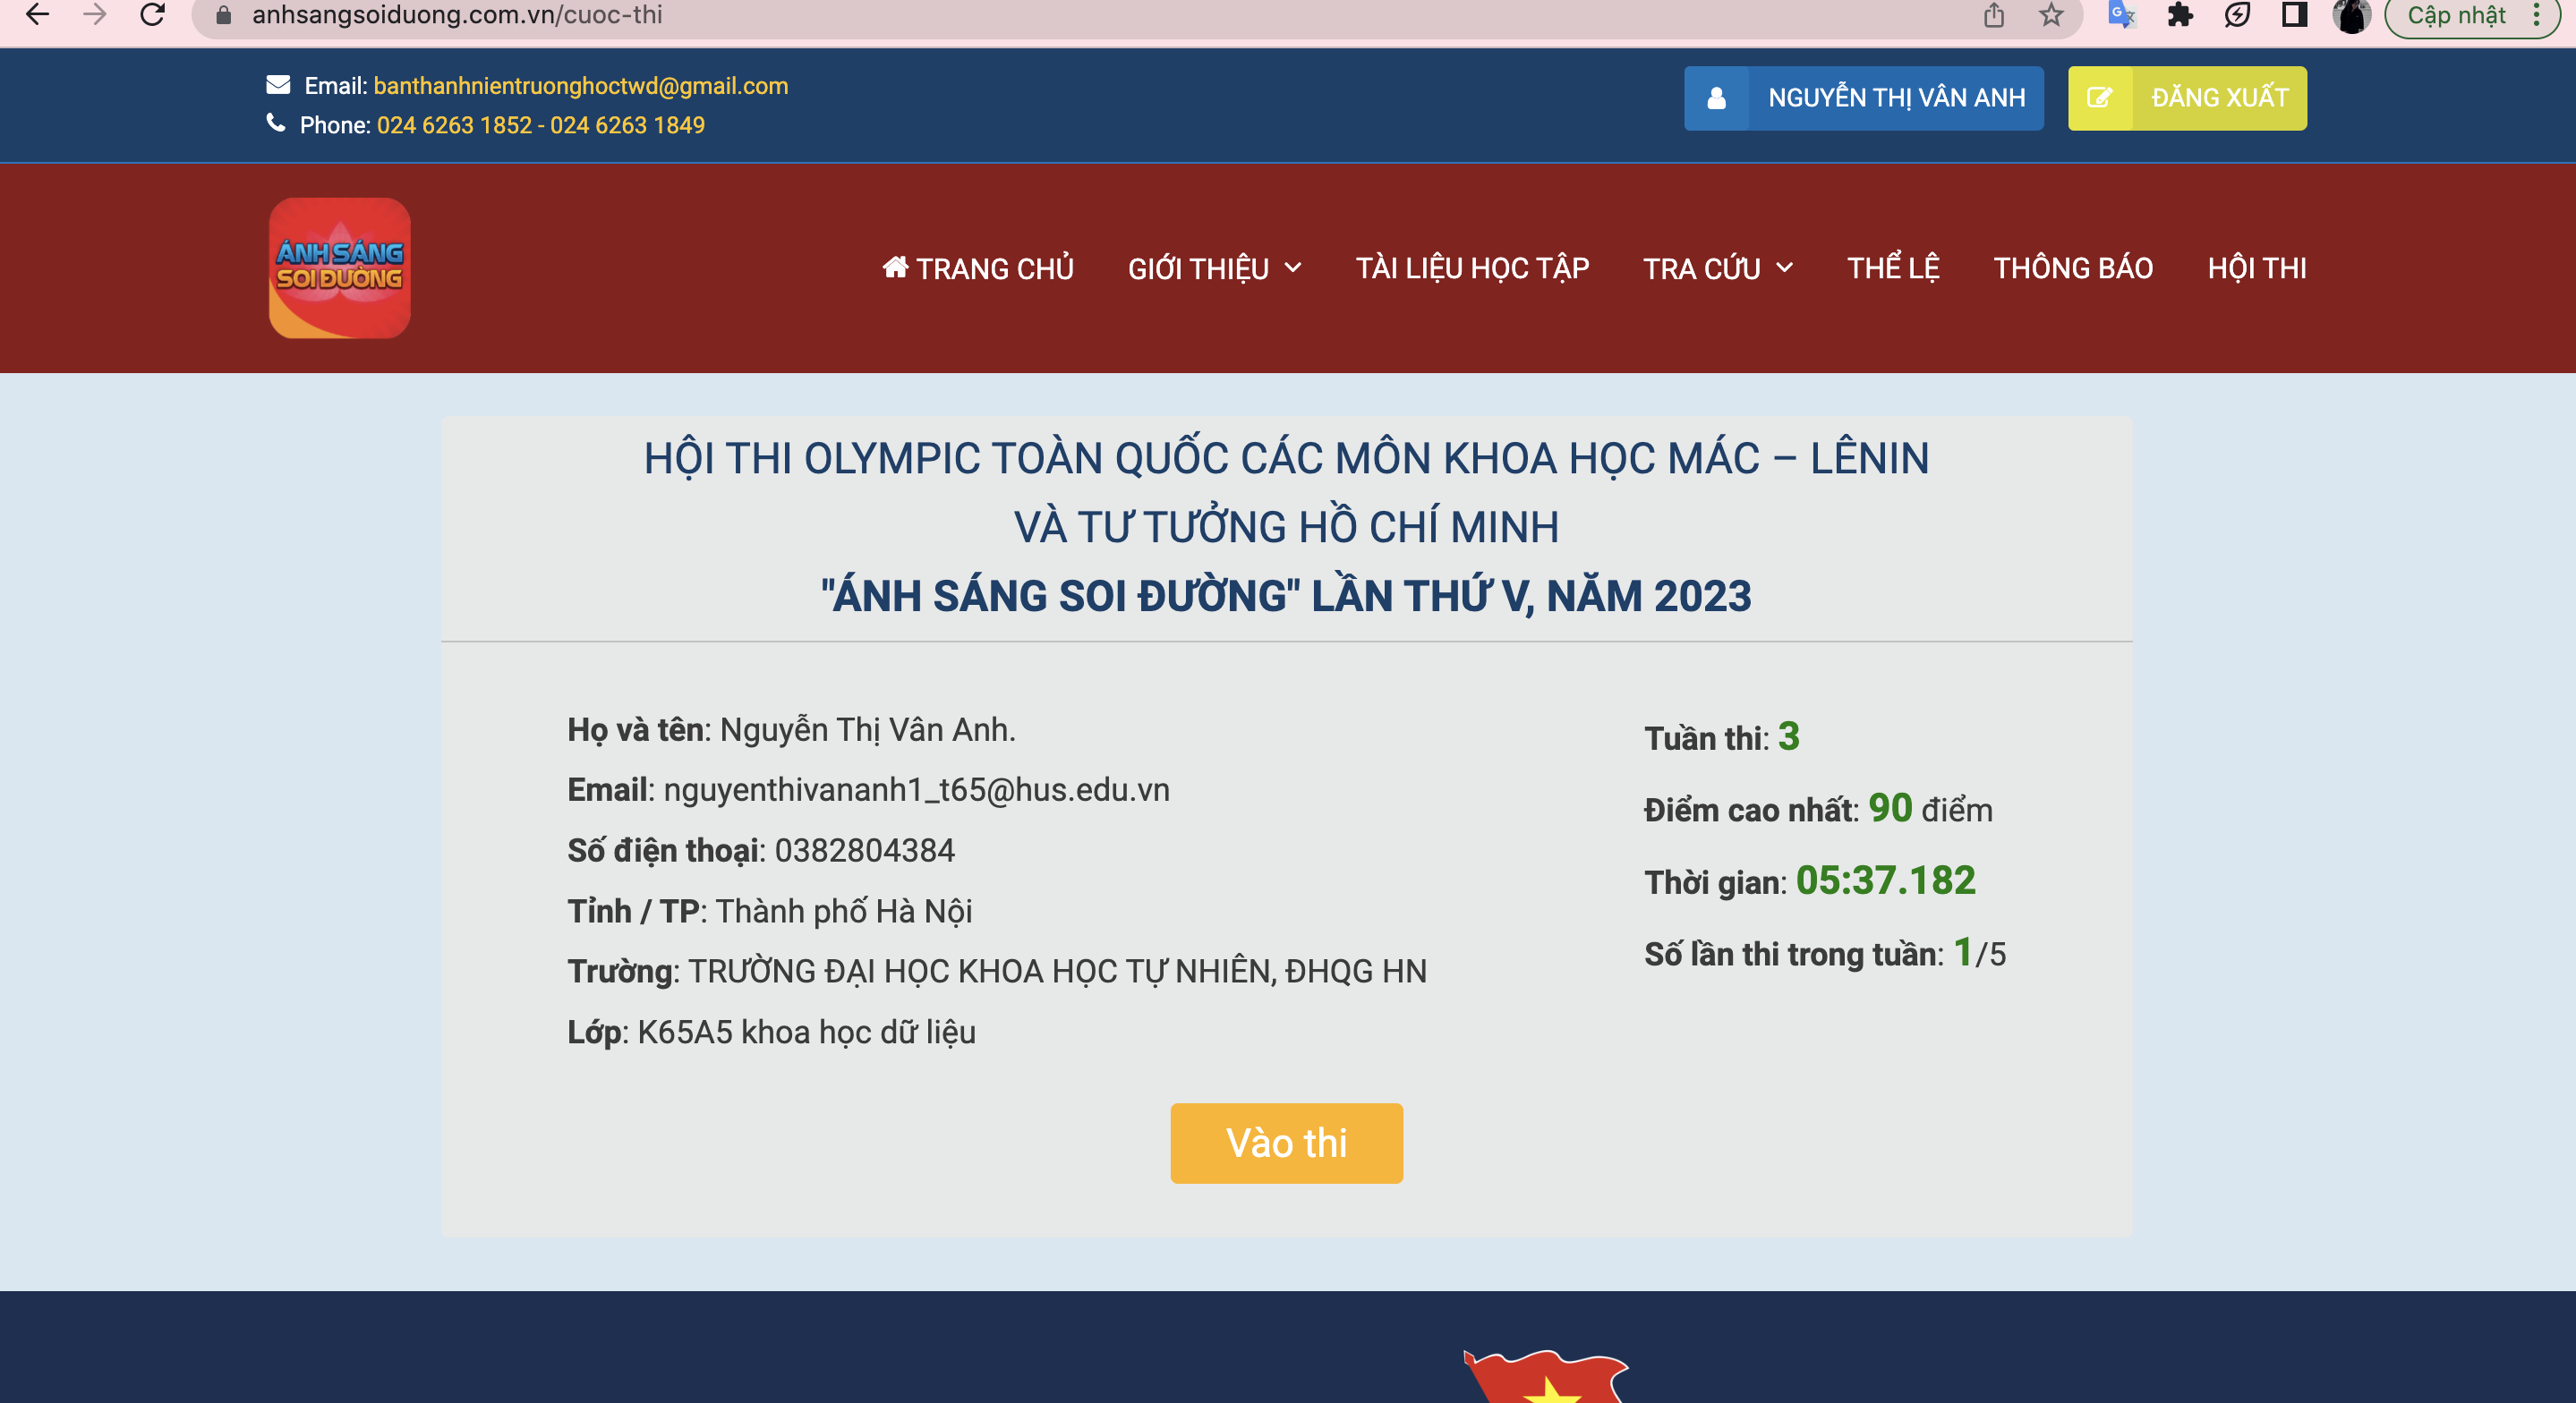 anhsangsoiduong.com.vn/cuoc-thi
Cập nhật
Email: banthanhnientruonghoctwd@gmail.com
Phone: 024 6263 1852 - 024 6263 1849
NGUYỄN THỊ VÂN ANH
ĐĂNG XUẤT
ÁNH SÁNG
SOI ĐƯỜNG
TRANG CHỦ GIỚI THIỆU TÀI LIỆU HỌC TẬP TRA CỨU THỂ LỆ THÔNG BÁO HỘI THI
HỘI THI OLYMPIC TOÀN QUỐC CÁC MÔN KHOA HỌC MÁC – LÊNIN
VÀ TƯ TƯỞNG HỒ CHÍ MINH
"ÁNH SÁNG SOI ĐƯỜNG" LẦN THỨ V, NĂM 2023
Họ và tên: Nguyễn Thị Vân Anh.
Email: nguyenthivananh1_t65@hus.edu.vn
Số điện thoại: 0382804384
Tỉnh / TP: Thành phố Hà Nội
Trường: TRƯỜNG ĐẠI HỌC KHOA HỌC TỰ NHIÊN, ĐHQG HN
Lớp: K65A5 khoa học dữ liệu
Tuần thi: 3
Điểm cao nhất: 90 điểm
Thời gian: 05:37.182
Số lần thi trong tuần: 1/5
Vào thi